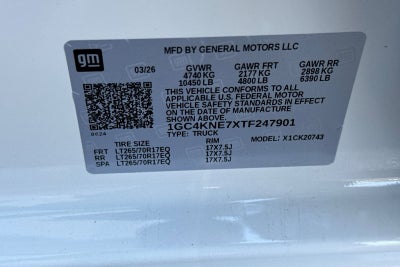 gm
MFD BY GENERAL MOTORS LLC
03/26 GVWR GAWR FRT GAWR RR
4740 KG 2177 KG 2898 KG
10450 LB 4800 LB 6390 LB
THIS VEHICLE CONFORMS TO ALL
APPLICABLE U.S. FEDERAL MOTOR
VEHICLE SAFETY STANDARDS IN EFFECT
ON THE DATE OF MANUFACTURE
SHOWN ABOVE.
1GC4KNE7XTF247901
0624 TYPE: TRUCK MODEL: X1CK20743
TIRE SIZE RIM
FRT LT265/70R17EQ 17X7.5J
RR LT265/70R17EQ 17X7.5J
SPA LT265/70R17EQ 17X7.5J